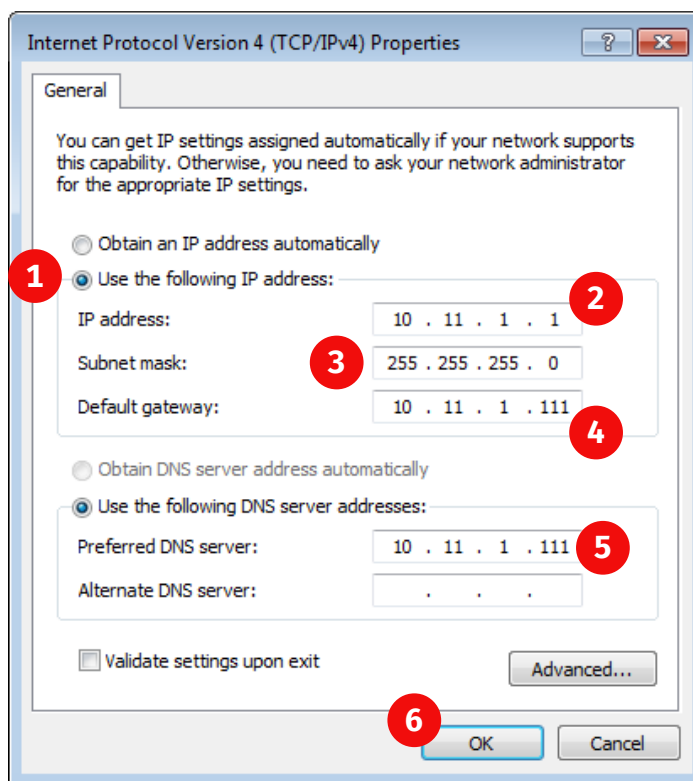 Internet Protocol Version 4 (TCP/IPv4) Properties
?
General
You can get IP settings assigned automatically if your network supports
this capability. Otherwise, you need to ask your network administrator
for the appropriate IP settings.
Obtain an IP address automatically
1 Use the following IP address:
2
IP address: 10 . 11 . 1 . 1
Subnet mask: 3 255 . 255 . 255 . 0
Default gateway: 10 . 11 . 1 . 111
4
Obtain DNS server address automatically
Use the following DNS server addresses:
Preferred DNS server: 10 . 11 . 1 . 111 5
Alternate DNS server: . . .
Validate settings upon exit
Advanced...
6
OK Cancel